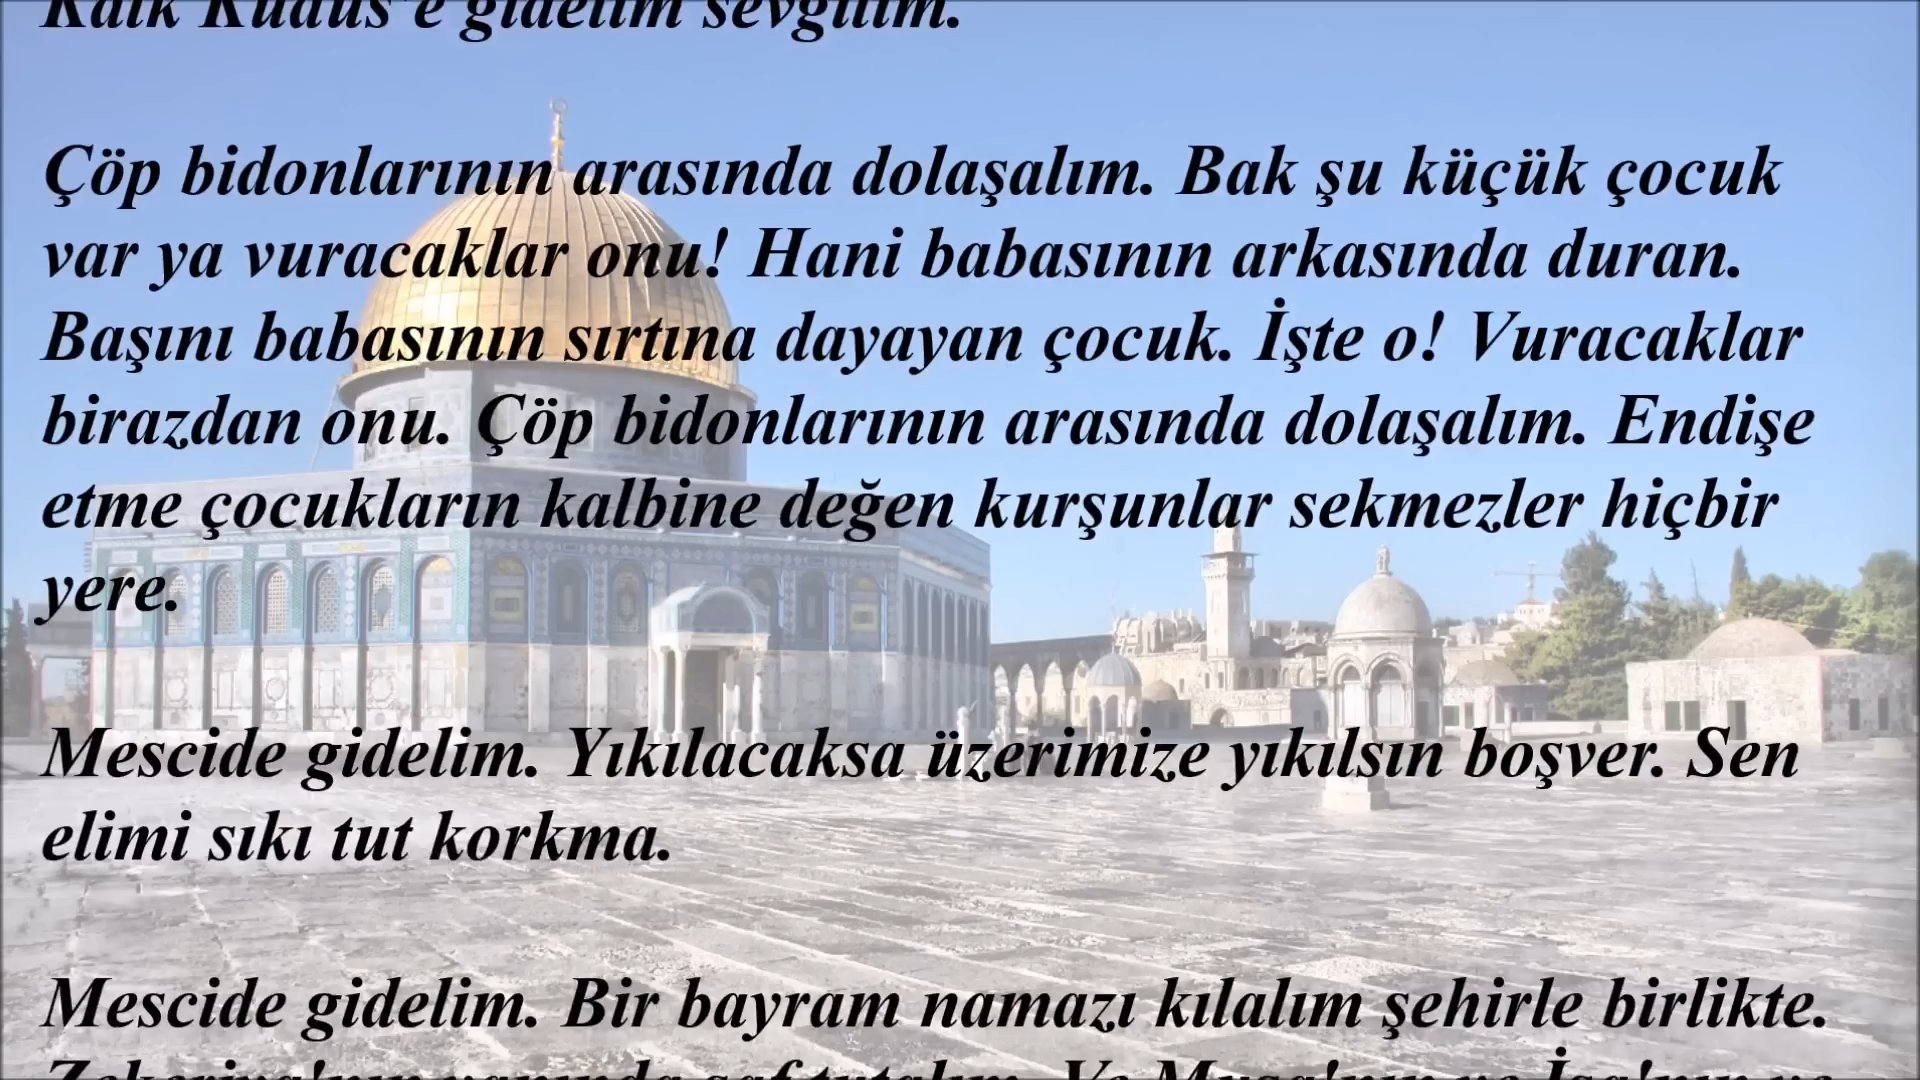 Kalk Kudüs'e gidelim sevgilim.
Çöp bidonlarının arasında dolaşalım. Bak şu küçük çocuk
var ya vuracaklar onu! Hani babasının arkasında duran.
Başını babasının sırtına dayayan çocuk. İşte o! Vuracaklar
birazdan onu. Çöp bidonlarının arasında dolaşalım. Endişe
etme çocukların kalbine değen kurşunlar sekmezler hiçbir
yere.
Mescide gidelim. Yıkılacaksa üzerimize yıkılsın boşver. Sen
elimi sıkı tut korkma.
Mescide gidelim. Bir bayram namazı kılalım şehirle birlikte.
Zekeriya'nın yanında saf tutalım. Ve Musa'nın ve İsa'nın ve